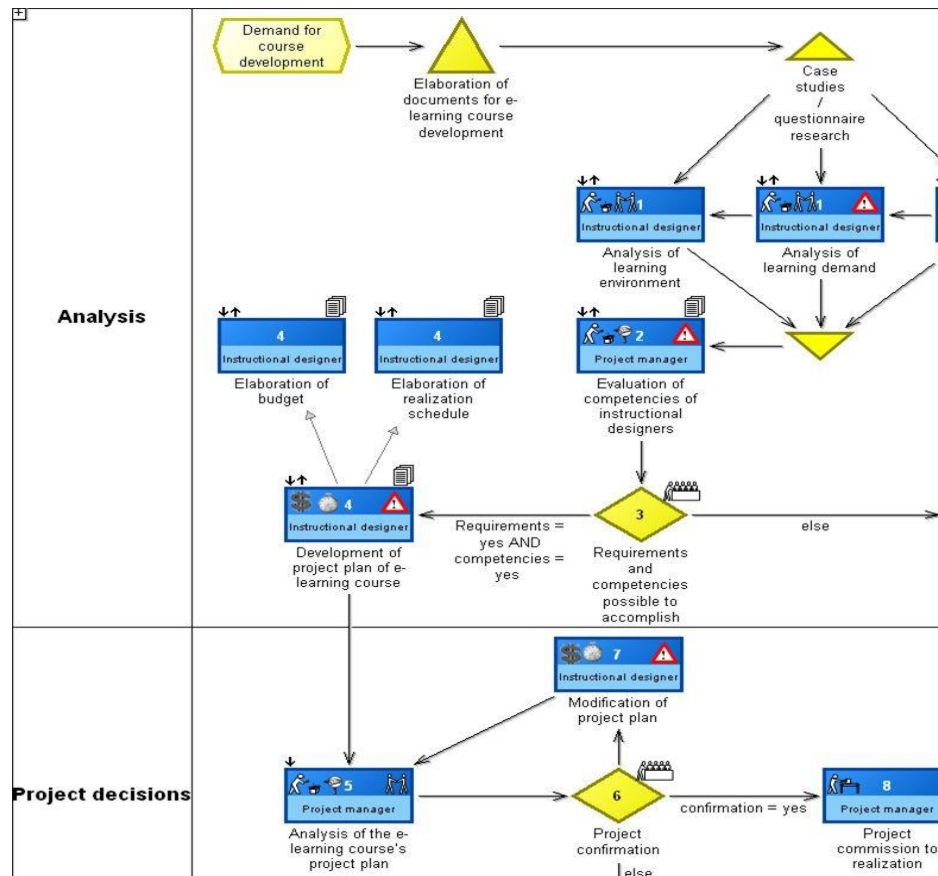 Demand for
course
development
Elaboration of
documents for e-
learning course
development
Case
studies
/
questionnaire
research
1
Instructional designer
Analysis of
learning
environment
1
Instructional designer
Analysis of
learning demand
Analysis
4
Instructional designer
Elaboration of
budget
4
Instructional designer
Elaboration of
realization
schedule
2
Project manager
Evaluation of
competencies of
instructional
designers
4
Instructional designer
Development of
project plan of e-
learning course
Requirements =
yes AND
competencies =
yes
3
Requirements
and
competencies
possible to
accomplish
else
Project decisions
7
Instructional designer
Modification of
project plan
5
Project manager
Analysis of the e-
learning course's
project plan
6
Project
confirmation
else
confirmation = yes
8
Project manager
Project
commission to
realization